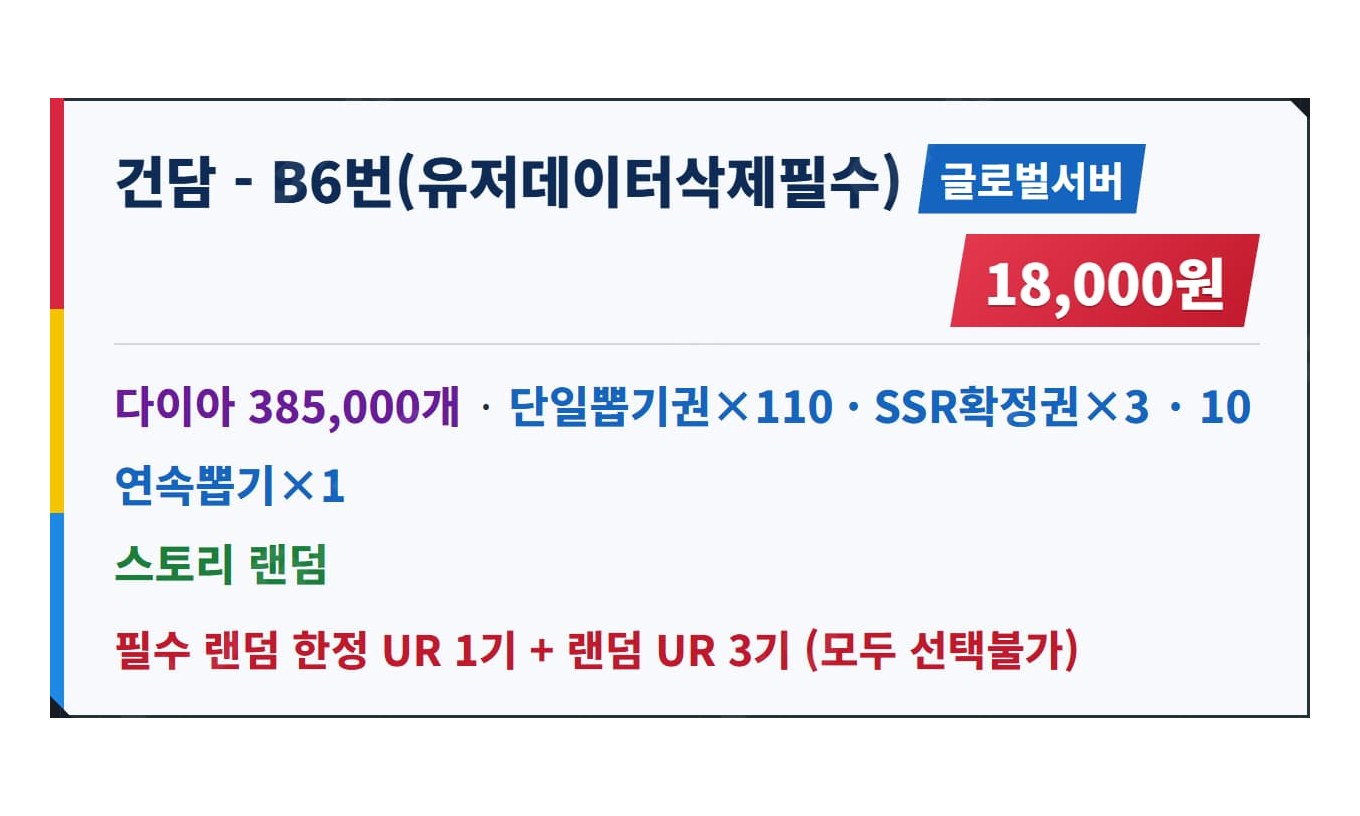 건담 - B6번(유저데이터삭제필수) 글로벌서버
18,000원
다이아 385,000개 · 단일뽑기권×110 · SSR확정권×3 · 10
연속뽑기×1
스토리 랜덤
필수 랜덤 한정 UR 1기 + 랜덤 UR 3기 (모두 선택불가)